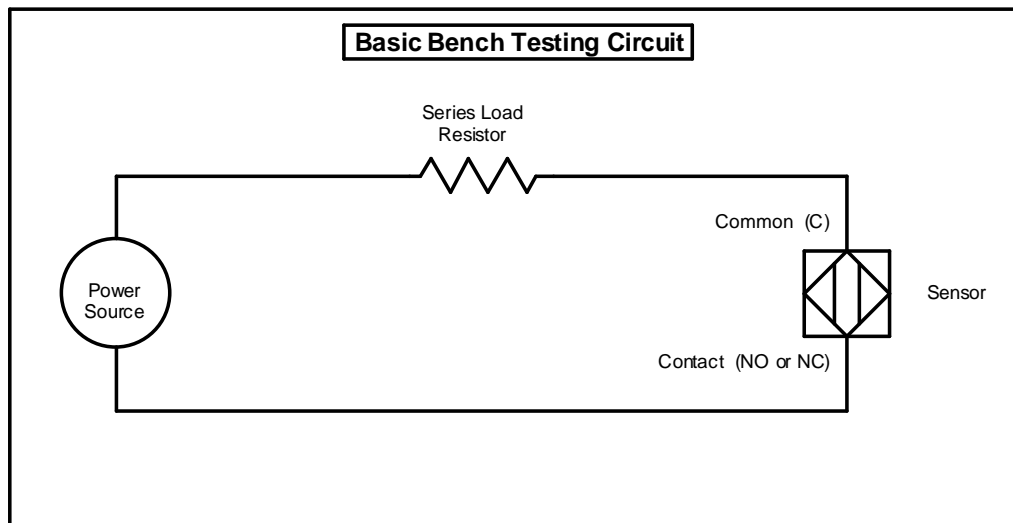 Basic Bench Testing Circuit
Series Load
Resistor
Common (C)
Power
Source
Sensor
Contact (NO or NC)